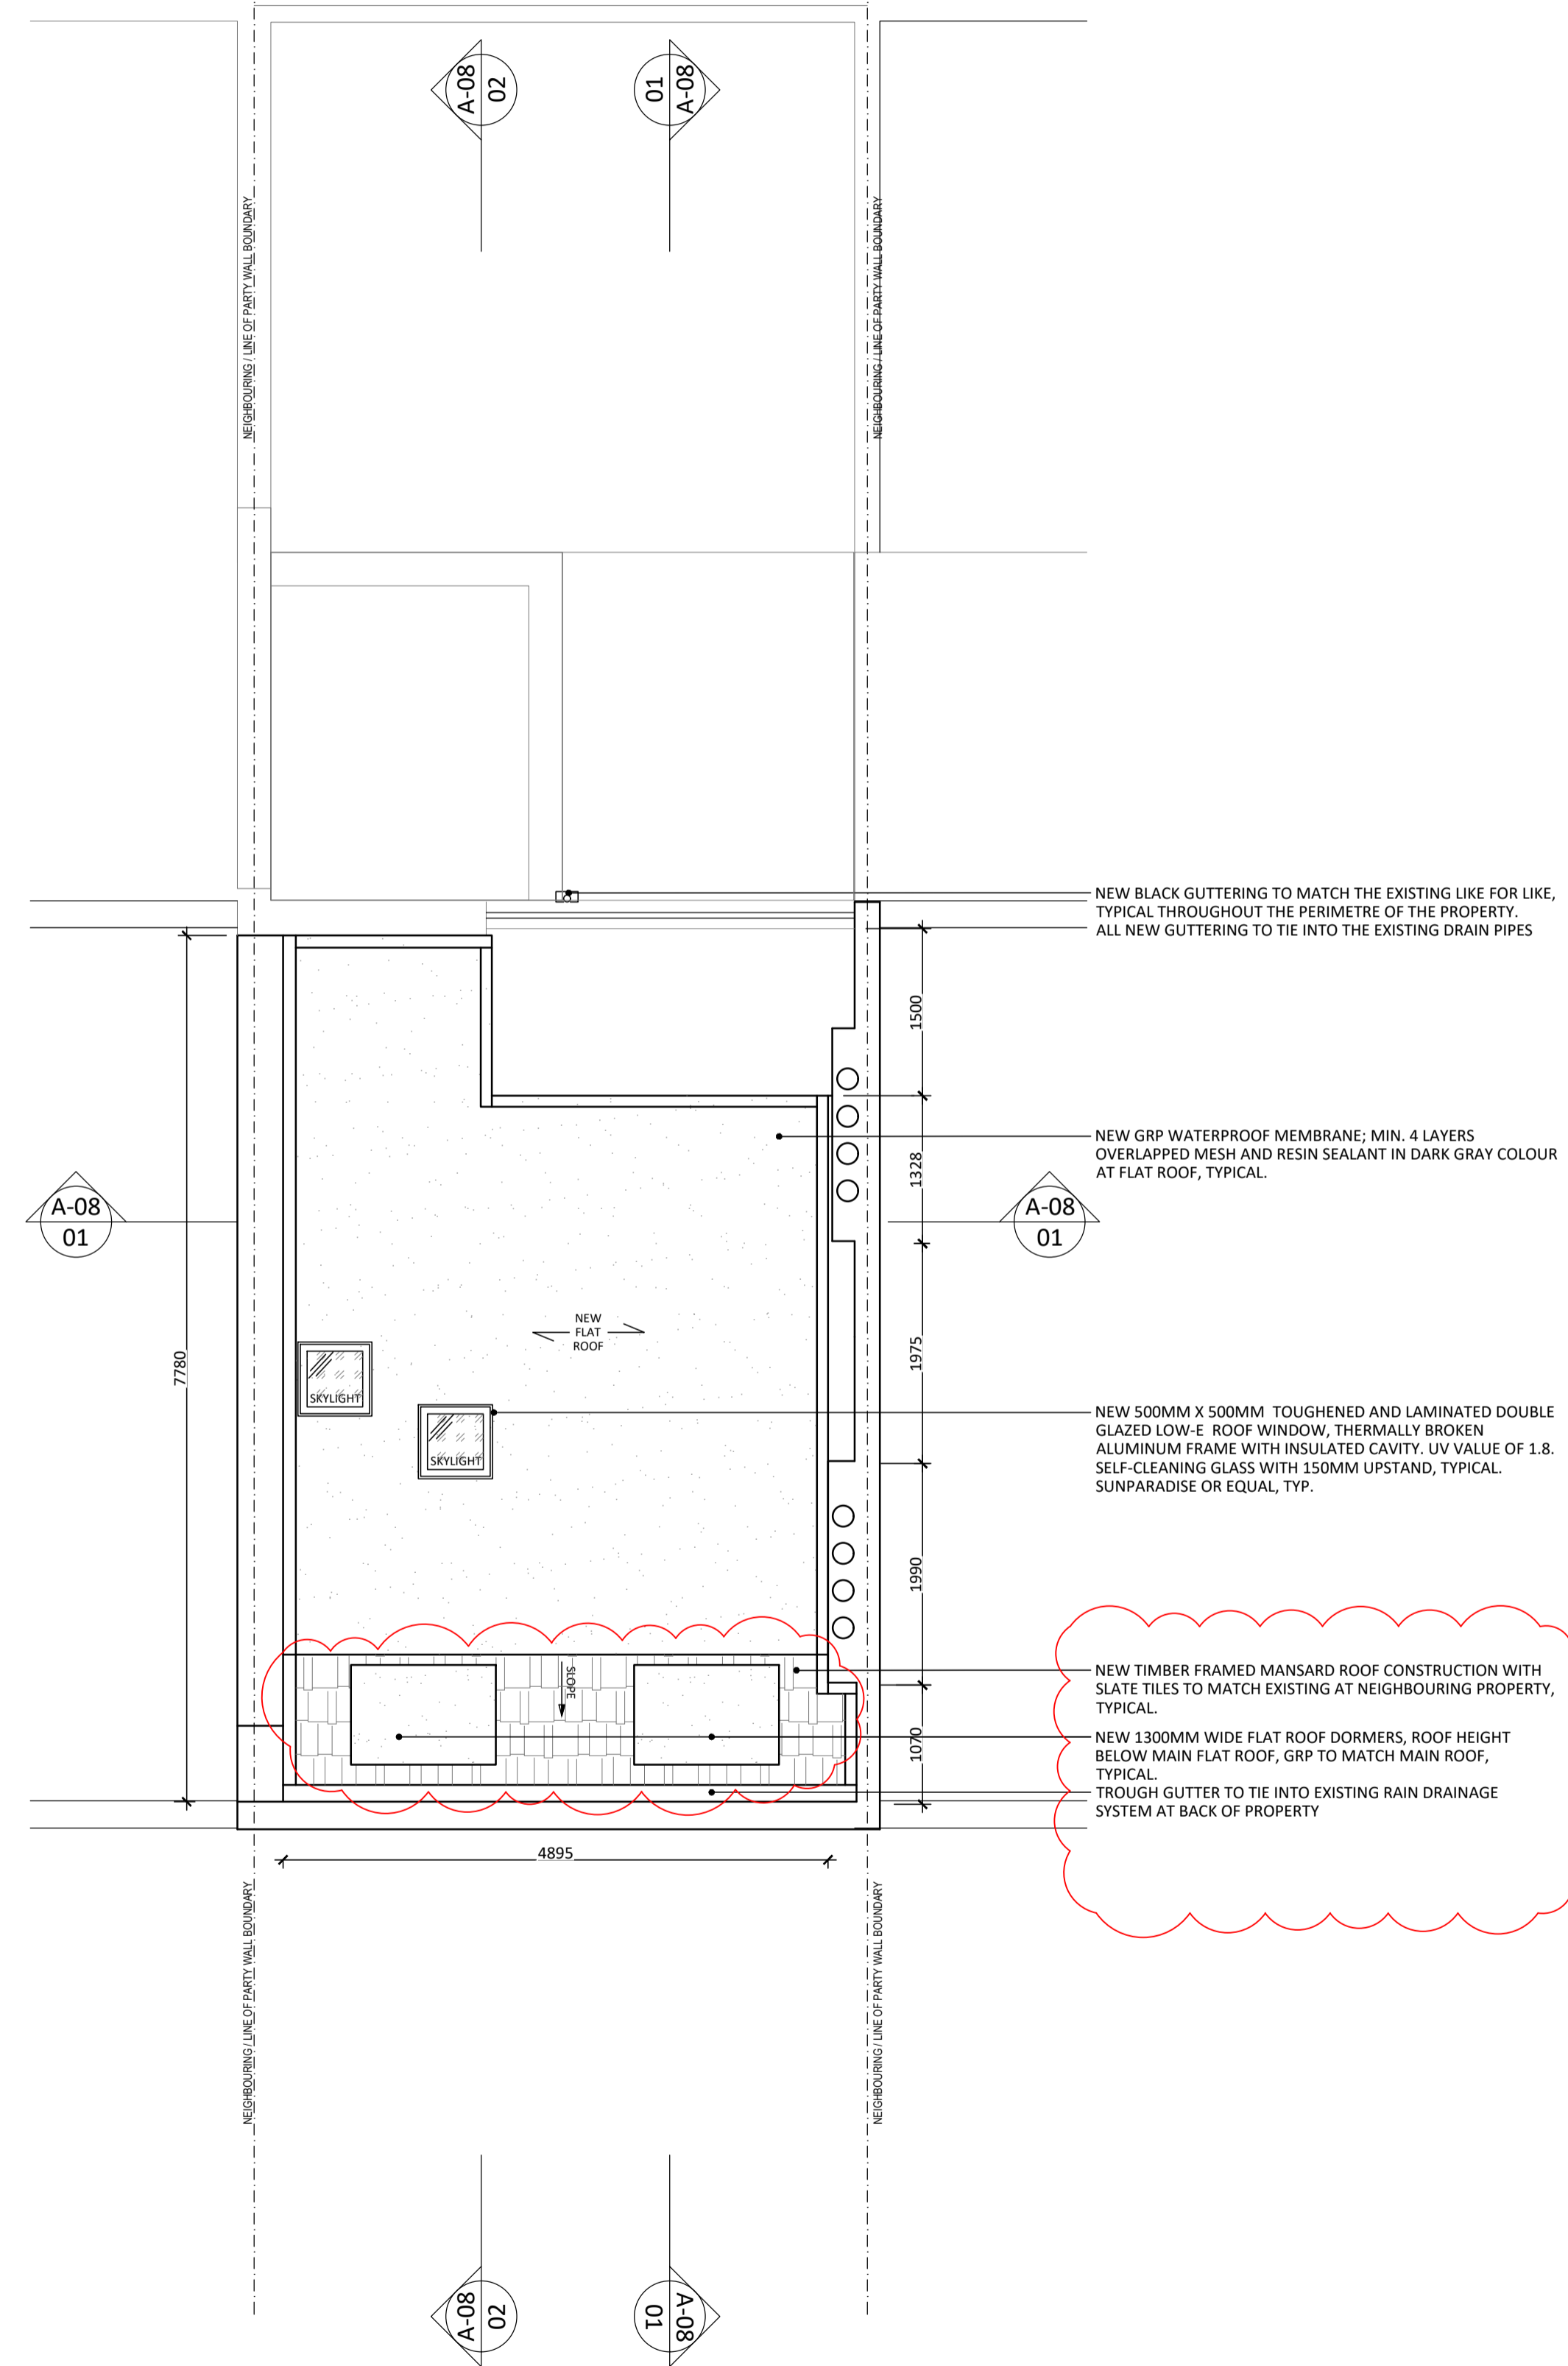 A-08
02
01
A-08
NEIGHBOURING / LINE OF PARTY WALL BOUNDARY
NEIGHBOURING / LINE OF PARTY WALL BOUNDARY
NEW BLACK GUTTERING TO MATCH THE EXISTING LIKE FOR LIKE,
TYPICAL THROUGHOUT THE PERIMETRE OF THE PROPERTY.
ALL NEW GUTTERING TO TIE INTO THE EXISTING DRAIN PIPES
1500
NEW GRP WATERPROOF MEMBRANE; MIN. 4 LAYERS
OVERLAPPED MESH AND RESIN SEALANT IN DARK GRAY COLOUR
AT FLAT ROOF, TYPICAL.
1328
A-08
01
A-08
01
NEW
FLAT
ROOF
7780
1975
SKYLIGHT
SKYLIGHT
NEW 500MM X 500MM TOUGHENED AND LAMINATED DOUBLE
GLAZED LOW-E ROOF WINDOW, THERMALLY BROKEN
ALUMINUM FRAME WITH INSULATED CAVITY. UV VALUE OF 1.8.
SELF-CLEANING GLASS WITH 150MM UPSTAND, TYPICAL.
SUNPARADISE OR EQUAL, TYP.
1990
SLOPE
NEW TIMBER FRAMED MANSARD ROOF CONSTRUCTION WITH
SLATE TILES TO MATCH EXISTING AT NEIGHBOURING PROPERTY,
TYPICAL.
1070
NEW 1300MM WIDE FLAT ROOF DORMERS, ROOF HEIGHT
BELOW MAIN FLAT ROOF, GRP TO MATCH MAIN ROOF,
TYPICAL.
TROUGH GUTTER TO TIE INTO EXISTING RAIN DRAINAGE
SYSTEM AT BACK OF PROPERTY
4895
NEIGHBOURING / LINE OF PARTY WALL BOUNDARY
NEIGHBOURING / LINE OF PARTY WALL BOUNDARY
A-08
02
01
A-08